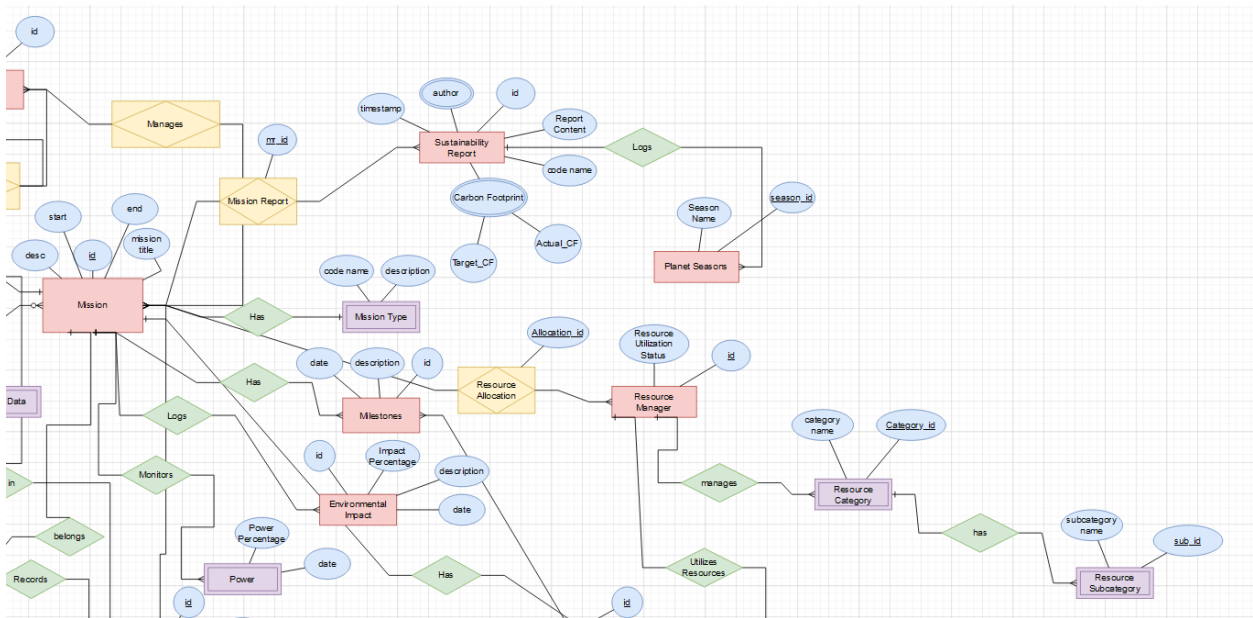 id
author
id
timestamp
Report
Content
Manages
mr_id
Sustainability
Report
Logs
code name
Carbon Footprint
Mission Report
season_id
start
end
Season
Name
mission
title
Actual_CF
desc
id
Target_CF
Planet Seasons
code name
description
Mission
Has
Mission Type
Allocation_id
Resource
Utilization
Status
id
date
description
id
Has
Resource
Allocation
Resource
Manager
Data
Logs
Milestones
category
name
Category_id
id
Impact
Percentage
description
in
Monitors
manages
Resource
Category
Environmental
Impact
date
Power
Percentage
subcategory
name
sub_id
belongs
has
date
Utilizes
Resources
Records
Power
Has
Resource
Subcategory
id
id